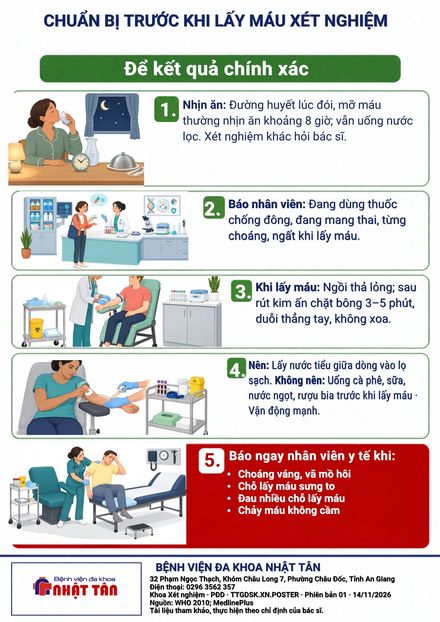 CHUẨN BỊ TRƯỚC KHI LẤY MÁU XÉT NGHIỆM
Để kết quả chính xác
1. Nhịn ăn: Đường huyết lúc đói, mỡ máu
thường nhịn ăn khoảng 8 giờ; vẫn uống nước
lọc. Xét nghiệm khác hỏi bác sĩ.
2. Báo nhân viên: Đang dùng thuốc
chống đông, đang mang thai, từng
choáng, ngất khi lấy máu.
3. Khi lấy máu: Ngồi thả lỏng; sau
rút kim ấn chặt bông 3–5 phút,
duỗi thẳng tay, không xoa.
4. Nên: Lấy nước tiểu giữa dòng vào lọ
sạch. Không nên: Uống cà phê, sữa,
nước ngọt, rượu bia trước khi lấy máu ·
Vận động mạnh.
5. Báo ngay nhân viên y tế khi:
• Choáng váng, vã mồ hôi
• Chỗ lấy máu sưng to
• Đau nhiều chỗ lấy máu
• Chảy máu không cầm
Bệnh viện đa khoa
NHẬT TÂN
BỆNH VIỆN ĐA KHOA NHẬT TÂN
32 Phạm Ngọc Thạch, Khóm Châu Long 7, Phường Châu Đốc, Tỉnh An Giang
Điện thoại: 0296 3562 357
Khoa Xét nghiệm · PĐD · TTGDSK.XN.POSTER · Phiên bản 01 · 14/11/2026
Nguồn: WHO 2010; MedlinePlus
Tài liệu tham khảo, thực hiện theo chỉ định của bác sĩ.